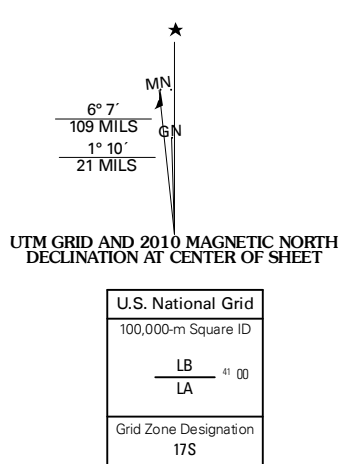 ★
MN
6° 7´
109 MILS
GN
1° 10´
21 MILS
UTM GRID AND 2010 MAGNETIC NORTH
DECLINATION AT CENTER OF SHEET
U.S. National Grid
100,000-m Square ID
LB
41 00
LA
Grid Zone Designation
17S